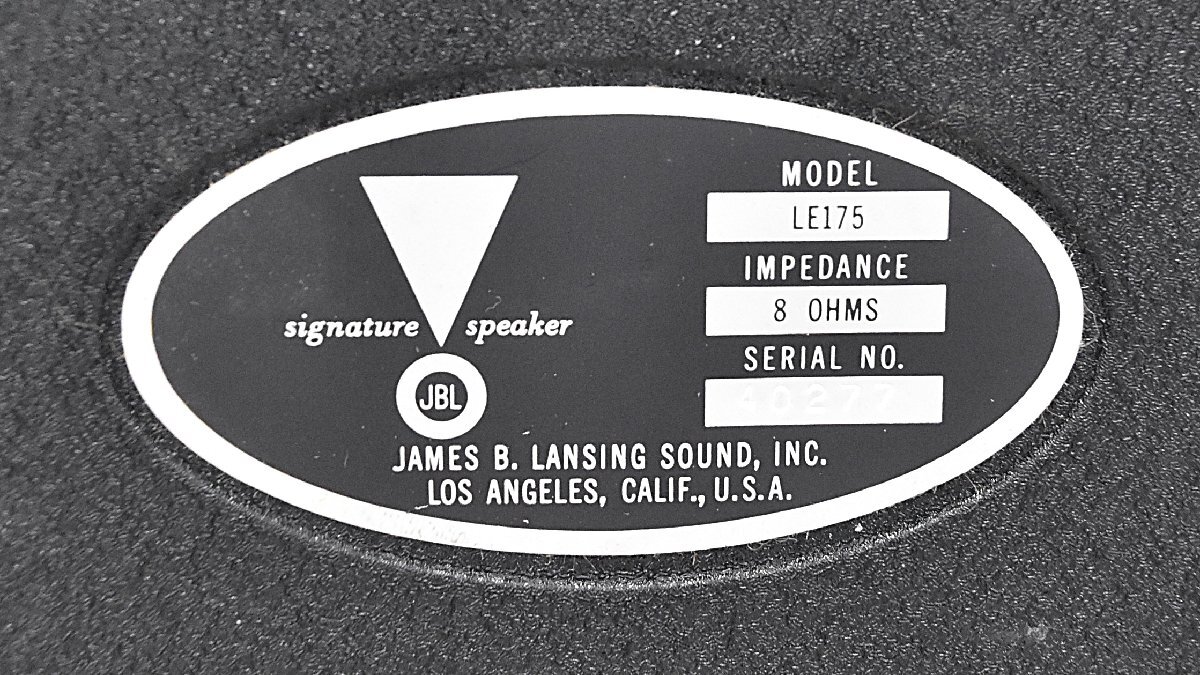 MODEL
LE175
IMPEDANCE
8 OHMS
SERIAL NO.
signature speaker
JBL
JAMES B. LANSING SOUND, INC.
LOS ANGELES, CALIF., U.S.A.